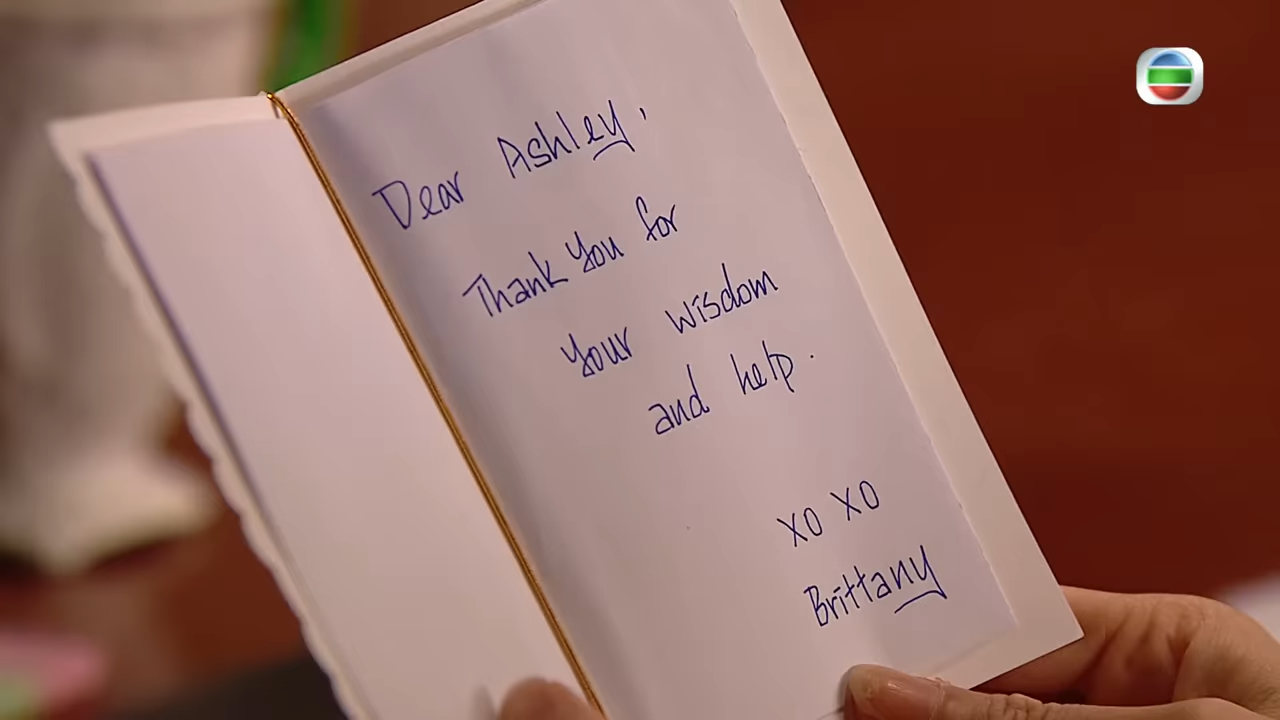 Dear Ashley,
Thank you for
your wisdom
and help.
XO XO
Brittany